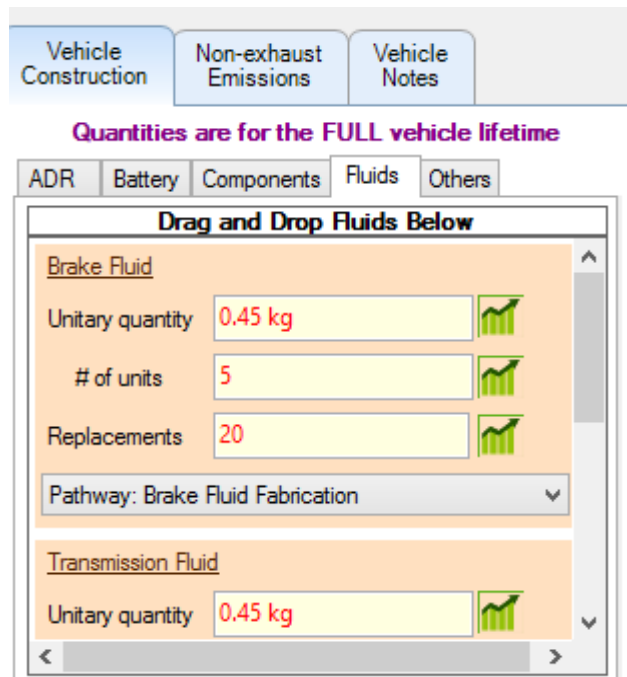 Vehicle
Construction
Non-exhaust
Emissions
Vehicle
Notes
Quantities are for the FULL vehicle lifetime
ADR Battery Components Fluids Others
Drag and Drop Fluids Below
Brake Fluid
Unitary quantity 0.45 kg
# of units 5
Replacements 20
Pathway: Brake Fluid Fabrication
Transmission Fluid
Unitary quantity 0.45 kg